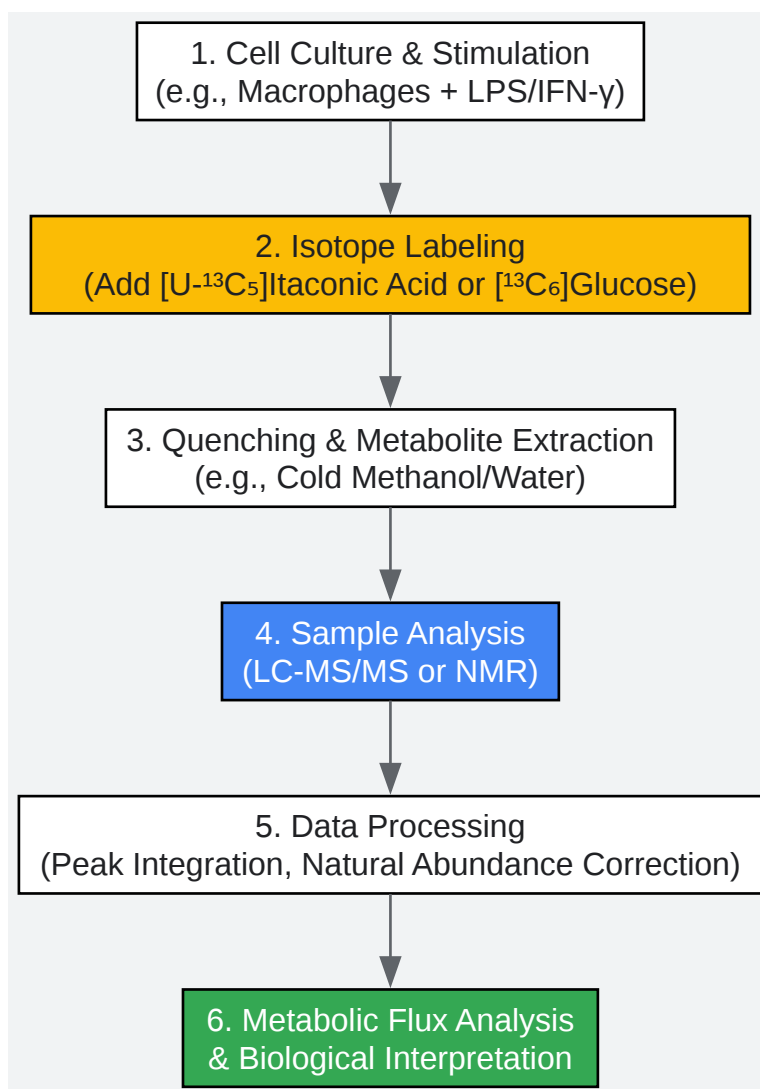 1. Cell Culture & Stimulation
(e.g., Macrophages + LPS/IFN-γ)
2. Isotope Labeling
(Add [U-¹³C₅]Itaconic Acid or [¹³C₆]Glucose)
3. Quenching & Metabolite Extraction
(e.g., Cold Methanol/Water)
4. Sample Analysis
(LC-MS/MS or NMR)
5. Data Processing
(Peak Integration, Natural Abundance Correction)
6. Metabolic Flux Analysis
& Biological Interpretation